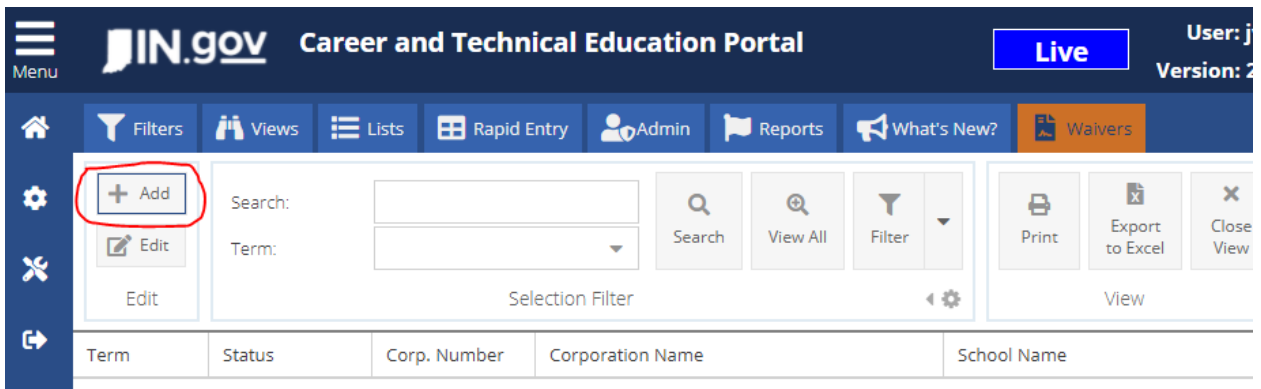 Menu
IN.gov
Career and Technical Education Portal
Live
User: j
Version: 2
Filters
Views
Lists
Rapid Entry
Admin
Reports
What's New?
Waivers
Add
Edit
Edit
Search:
Term:
Search
View All
Filter
Selection Filter
Print
Export
to Excel
Close
View
View
Term
Status
Corp. Number
Corporation Name
School Name